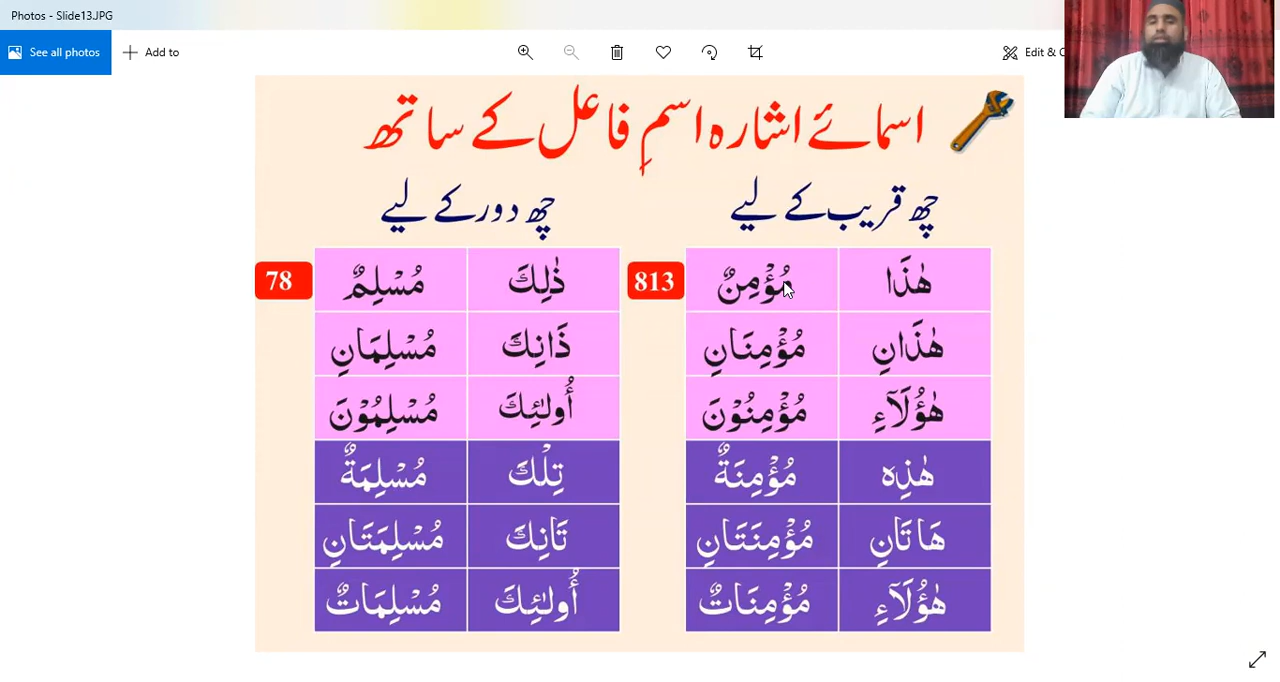 Photos - Slide13.JPG
See all photos Add to Edit & C
اسمائے اشارہ اسمِ فاعل کے ساتھ
چھ قریب کے لیے چھ دور کے لیے
هٰذَا مُؤْمِنٌ 813 ذٰلِكَ مُسْلِمٌ 78
هٰذَانِ مُؤْمِنَانِ ذَانِكَ مُسْلِمَانِ
هٰؤُلَآءِ مُؤْمِنُوْنَ أُولٰئِكَ مُسْلِمُوْنَ
هٰذِہ مُؤْمِنَةٌ تِلْكَ مُسْلِمَةٌ
هَاتَانِ مُؤْمِنَتَانِ تَانِكَ مُسْلِمَتَانِ
هٰؤُلَآءِ مُؤْمِنَاتٌ أُولٰئِكَ مُسْلِمَاتٌ